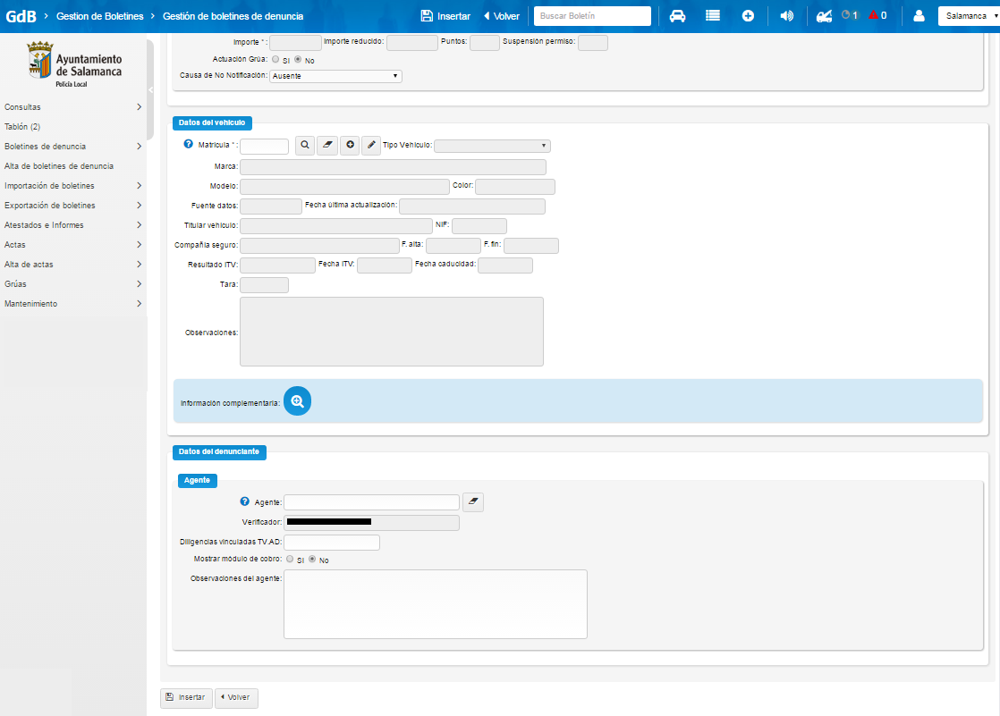 GdB › Gestion de Boletines › Gestión de boletines de denuncia Insertar Volver Buscar Boletín 1 0 Salamanca
Ayuntamiento
de Salamanca
Policía Local
Consultas
Tablón (2)
Boletines de denuncia
Alta de boletines de denuncia
Importación de boletines
Exportación de boletines
Atestados e Informes
Actas
Alta de actas
Grúas
Mantenimiento
Importe * : Importe reducido: Puntos: Suspensión permiso:
Actuación Grúa: SI No
Causa de No Notificación: Ausente
Datos del vehículo
Matrícula * : Tipo Vehículo:
Marca:
Modelo: Color:
Fuente datos: Fecha última actualización:
Titular vehículo: NIF:
Compañía seguro: F. alta: F. fin:
Resultado ITV: Fecha ITV: Fecha caducidad:
Tara:
Observaciones:
Información complementaria:
Datos del denunciante
Agente
Agente:
Verificador:
Diligencias vinculadas TV.AD:
Mostrar módulo de cobro: SI No
Observaciones del agente:
Insertar Volver